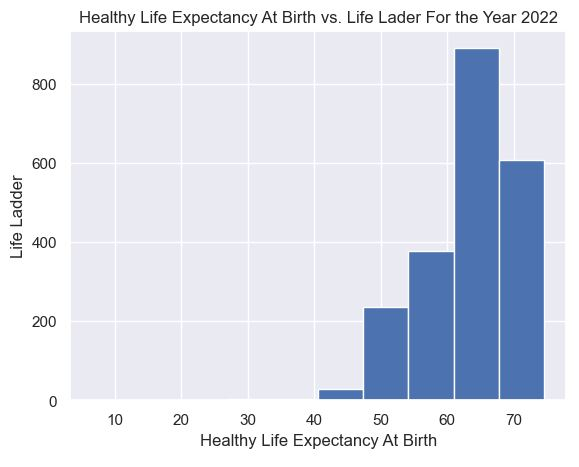 Healthy Life Expectancy At Birth vs. Life Lader For the Year 2022
800
600
400
200
0
Life Ladder
10 20 30 40 50 60 70
Healthy Life Expectancy At Birth